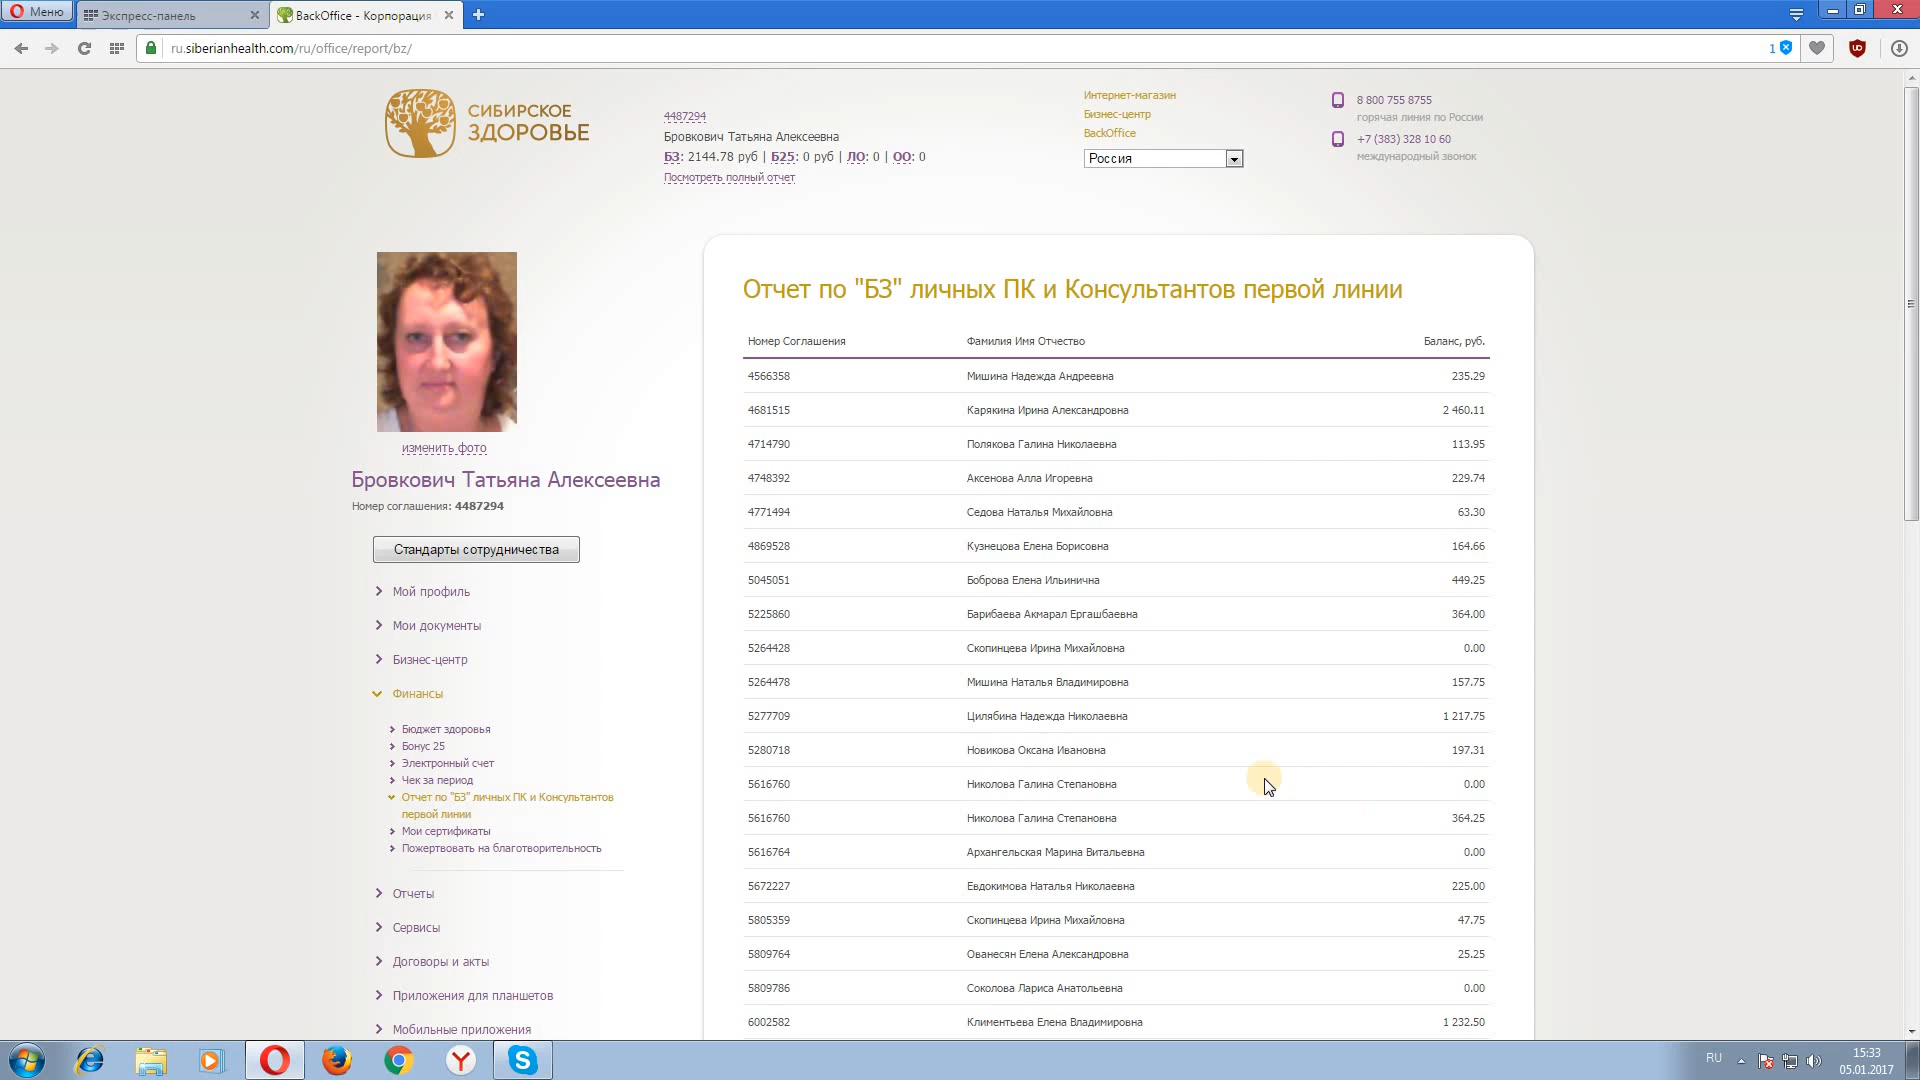 Меню
Экспресс-панель
BackOffice - Корпорация
ru.siberianhealth.com/ru/office/report/bz/
1
СИБИРСКОЕ
ЗДОРОВЬЕ
4487294
Бровкович Татьяна Алексеевна
БЗ: 2144.78 руб | Б25: 0 руб | ЛО: 0 | ОО: 0
Посмотреть полный отчет
Интернет-магазин
Бизнес-центр
BackOffice
Россия
8 800 755 8755
горячая линия по России
+7 (383) 328 10 60
международный звонок
изменить фото
Бровкович Татьяна Алексеевна
Номер соглашения: 4487294
Стандарты сотрудничества
Мой профиль
Мои документы
Бизнес-центр
Финансы
Бюджет здоровья
Бонус 25
Электронный счет
Чек за период
Отчет по "БЗ" личных ПК и Консультантов
первой линии
Мои сертификаты
Пожертвовать на благотворительность
Отчеты
Сервисы
Договоры и акты
Приложения для планшетов
Мобильные приложения
Отчет по "БЗ" личных ПК и Консультантов первой линии
Номер Соглашения Фамилия Имя Отчество Баланс, руб.
4566358 Мишина Надежда Андреевна 235.29
4681515 Карякина Ирина Александровна 2 460.11
4714790 Полякова Галина Николаевна 113.95
4748392 Аксенова Алла Игоревна 229.74
4771494 Седова Наталья Михайловна 63.30
4869528 Кузнецова Елена Борисовна 164.66
5045051 Боброва Елена Ильинична 449.25
5225860 Барибаева Акмарал Ергашбаевна 364.00
5264428 Скопинцева Ирина Михайловна 0.00
5264478 Мишина Наталья Владимировна 157.75
5277709 Цилябина Надежда Николаевна 1 217.75
5280718 Новикова Оксана Ивановна 197.31
5616760 Николова Галина Степановна 0.00
5616760 Николова Галина Степановна 364.25
5616764 Архангельская Марина Витальевна 0.00
5672227 Евдокимова Наталья Николаевна 225.00
5805359 Скопинцева Ирина Михайловна 47.75
5809764 Ованесян Елена Александровна 25.25
5809786 Соколова Лариса Анатольевна 0.00
6002582 Климентьева Елена Владимировна 1 232.50
RU
15:33
05.01.2017